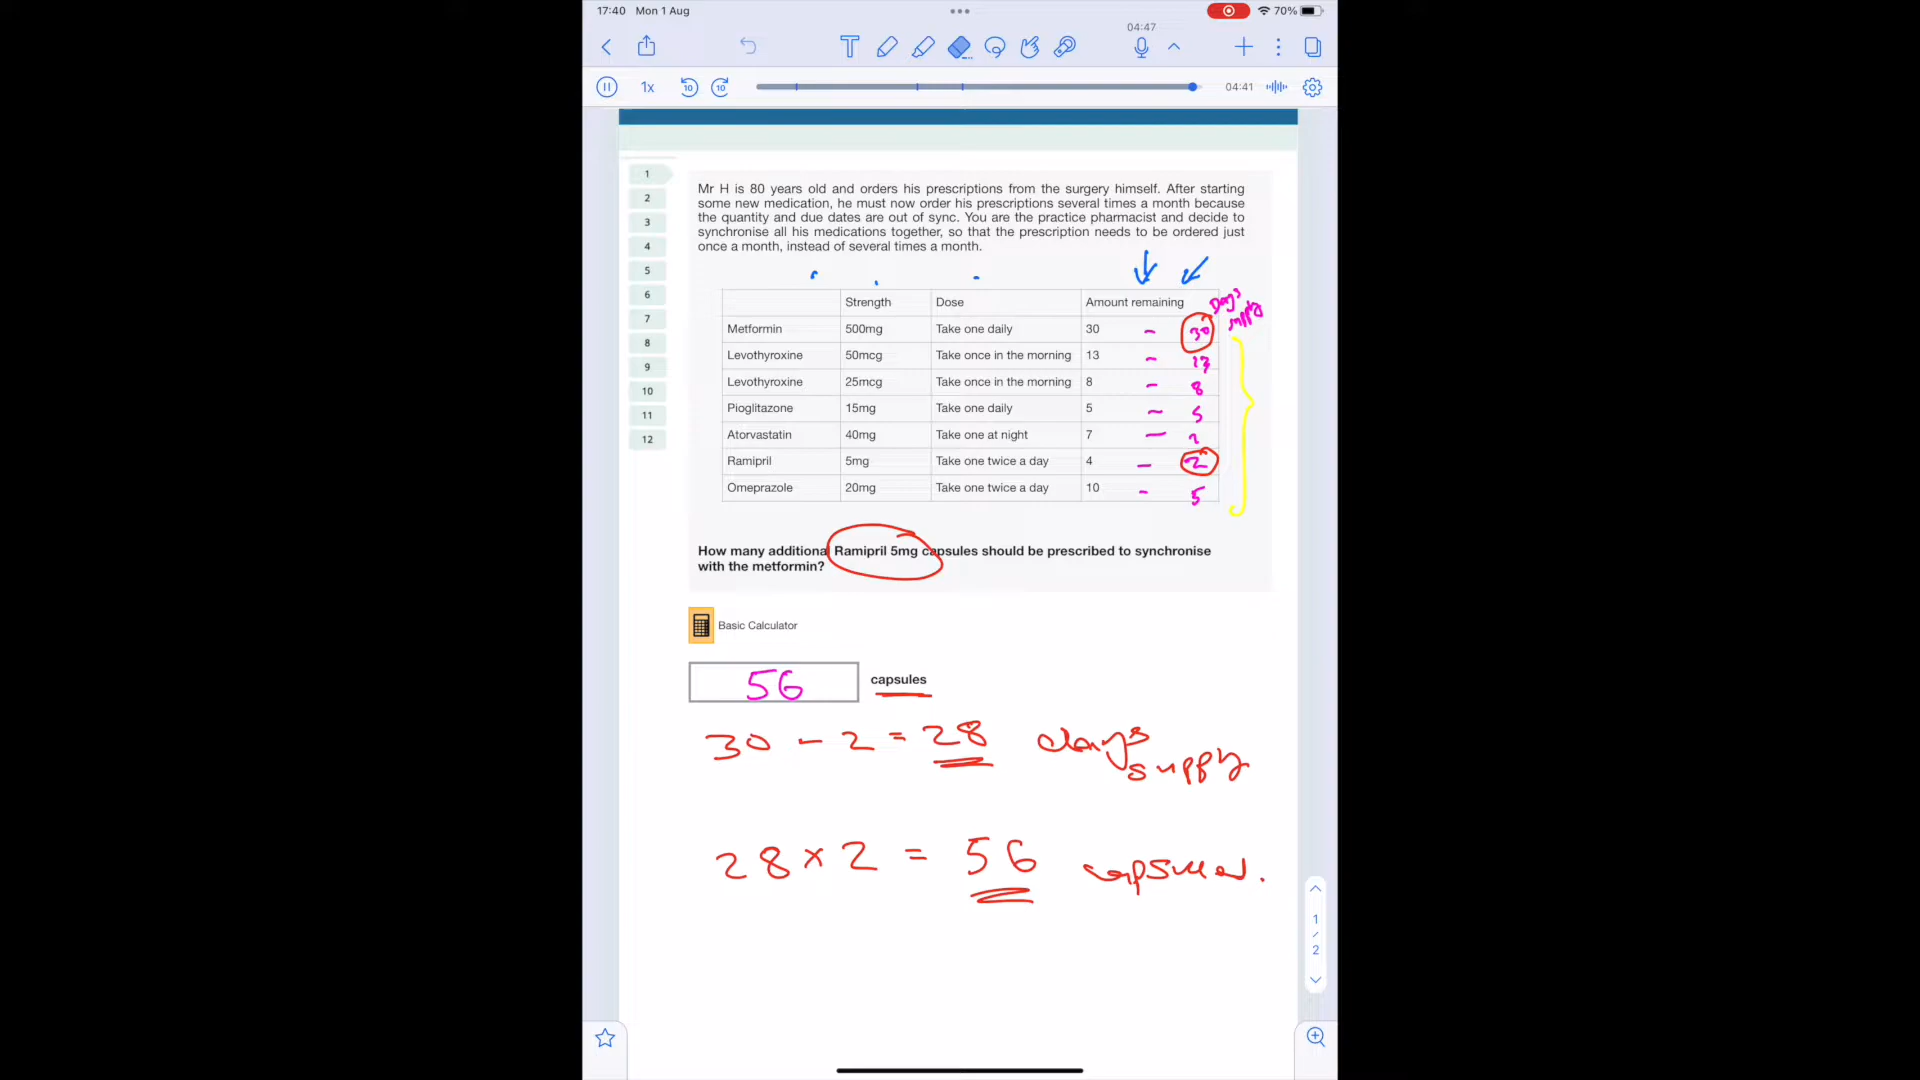 17:40 Mon 1 Aug
70%
04:47
1x
10
10
04:41
1
2
3
4
5
6
7
8
9
10
11
12
Mr H is 80 years old and orders his prescriptions from the surgery himself. After starting
some new medication, he must now order his prescriptions several times a month because
the quantity and due dates are out of sync. You are the practice pharmacist and decide to
synchronise all his medications together, so that the prescription needs to be ordered just
once a month, instead of several times a month.
Strength Dose Amount remaining Day's supply
Metformin 500mg Take one daily 30 - 30
Levothyroxine 50mcg Take once in the morning 13 - 13
Levothyroxine 25mcg Take once in the morning 8 - 8
Pioglitazone 15mg Take one daily 5 - 5
Atorvastatin 40mg Take one at night 7 -
Ramipril 5mg Take one twice a day 4 - 2
Omeprazole 20mg Take one twice a day 10 - 5
How many additional Ramipril 5mg capsules should be prescribed to synchronise
with the metformin?
Basic Calculator
56 capsules
30 - 2 = 28 days
supply
28 x 2 = 56 capsules.
1
/
2